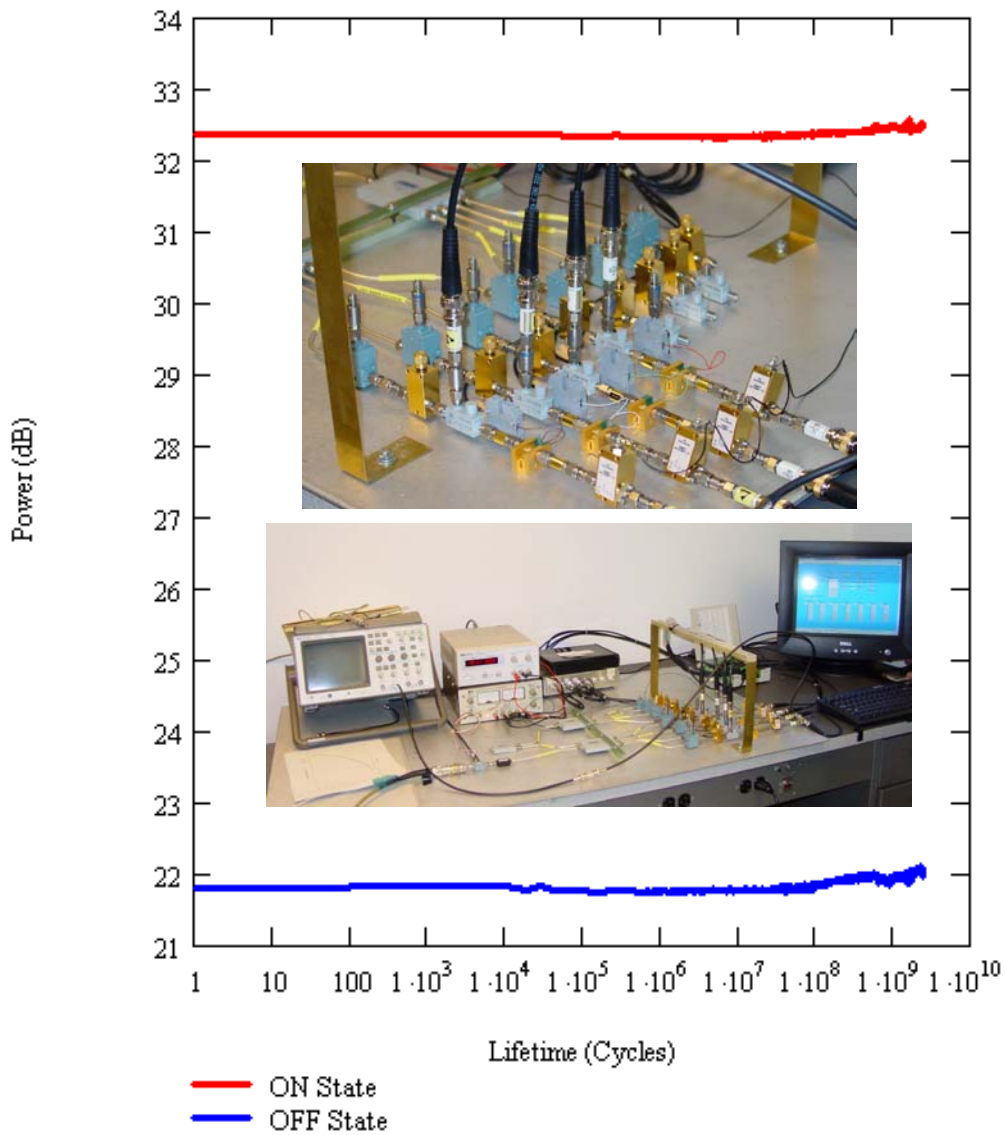 34
33
32
31
30
29
28
27
26
25
24
23
22
21
Power (dB)
1 10 100 1·10³ 1·10⁴ 1·10⁵ 1·10⁶ 1·10⁷ 1·10⁸ 1·10⁹ 1·10¹⁰
Lifetime (Cycles)
ON State
OFF State
DELL